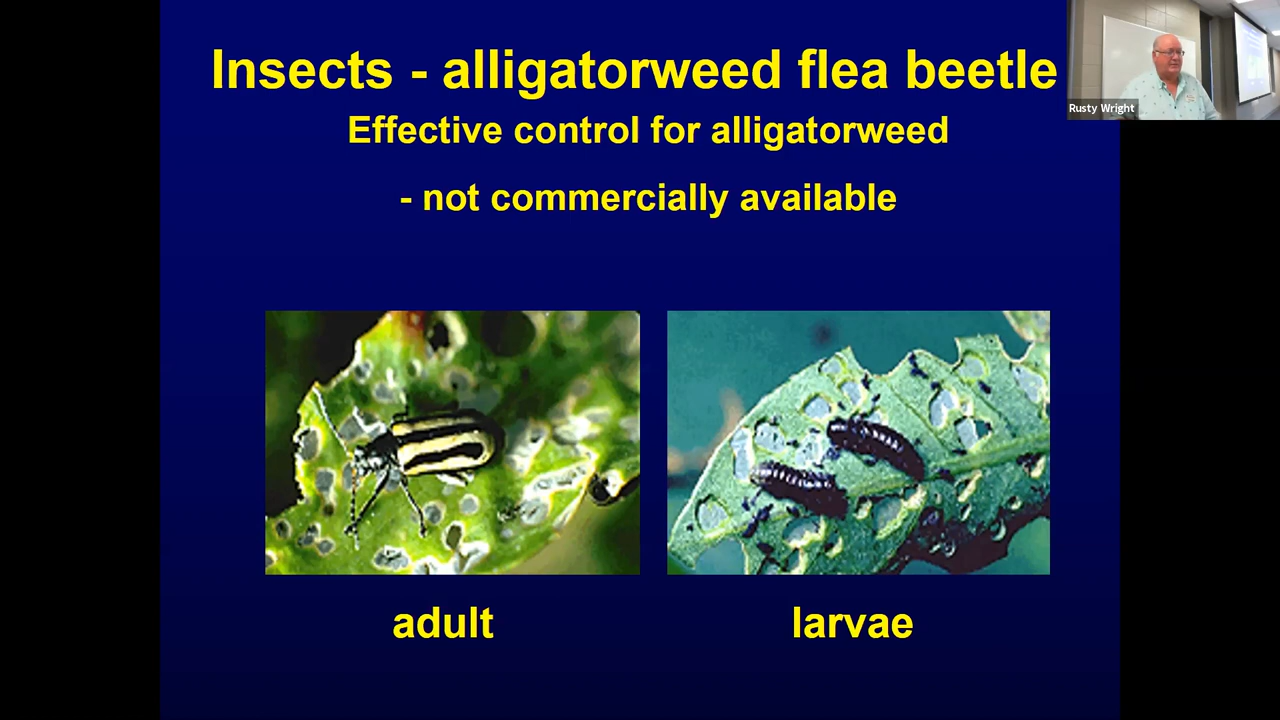 Insects - alligatorweed flea beetle
Effective control for alligatorweed
- not commercially available
Rusty Wright
adult
larvae